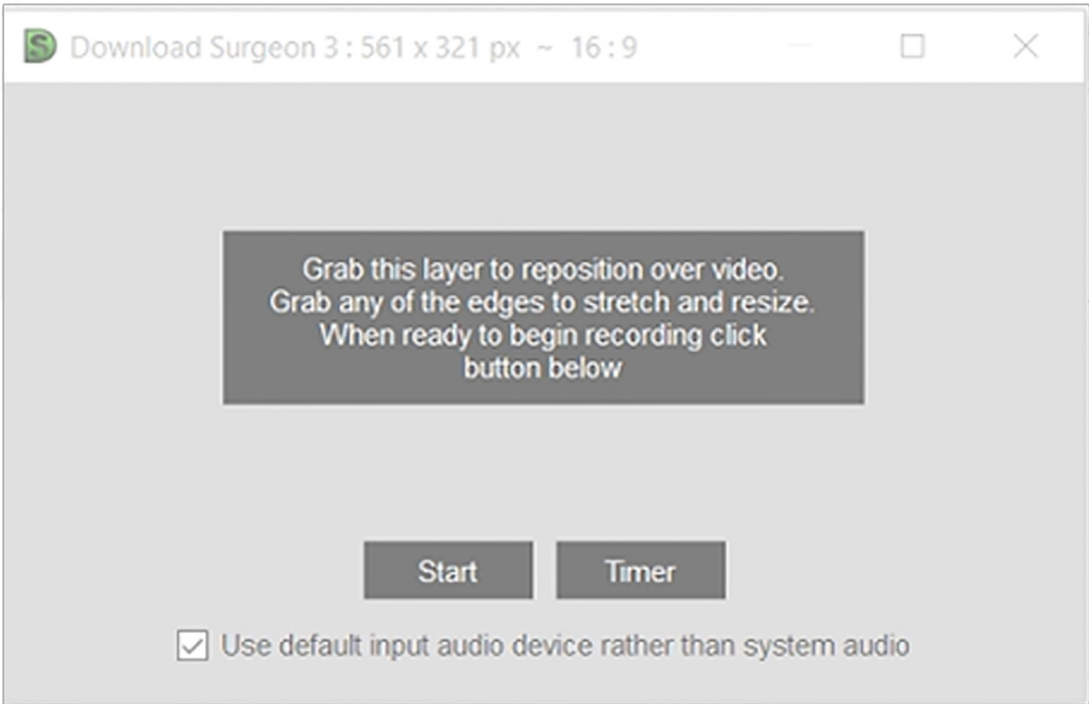 Download Surgeon 3 : 561 x 321 px ~ 16 : 9
Grab this layer to reposition over video.
Grab any of the edges to stretch and resize.
When ready to begin recording click
button below
Start Timer
Use default input audio device rather than system audio